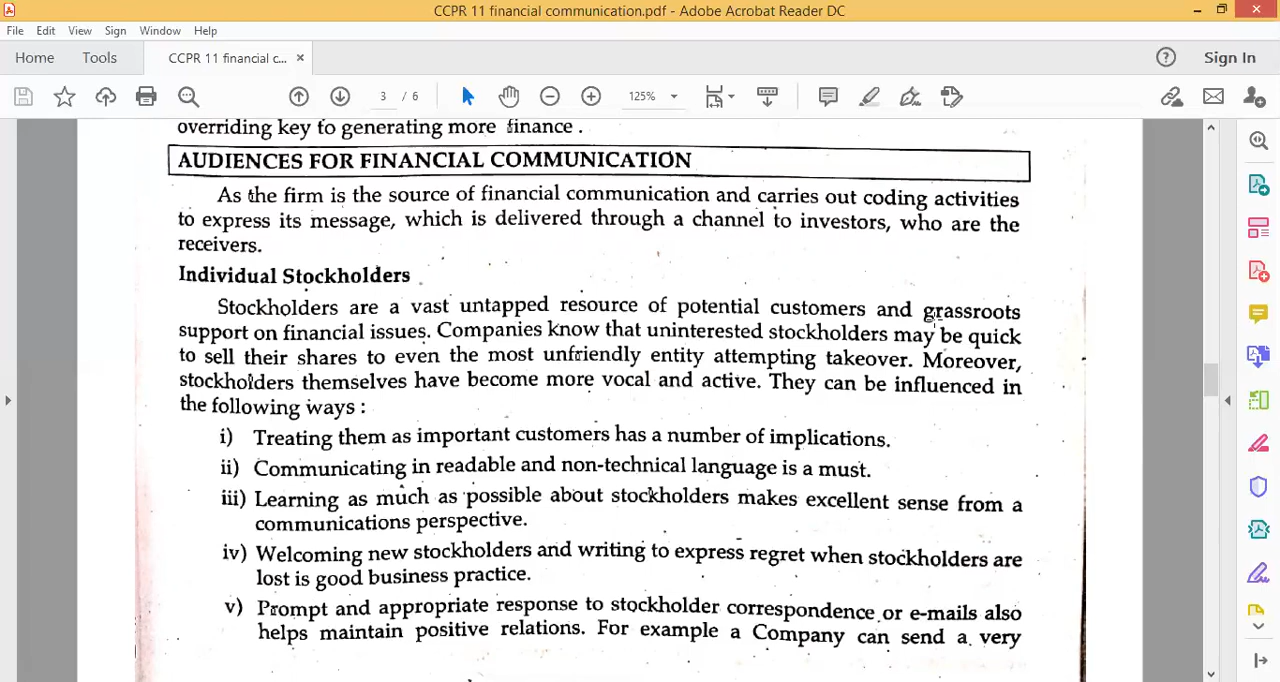 CCPR 11 financial communication.pdf - Adobe Acrobat Reader DC
File Edit View Sign Window Help
Home Tools CCPR 11 financial c... × Sign In
3 / 6 125%
overriding key to generating more finance .
AUDIENCES FOR FINANCIAL COMMUNICATION
As the firm is the source of financial communication and carries out coding activities
to express its message, which is delivered through a channel to investors, who are the
receivers.
Individual Stockholders
Stockholders are a vast untapped resource of potential customers and grassroots
support on financial issues. Companies know that uninterested stockholders may be quick
to sell their shares to even the most unfriendly entity attempting takeover. Moreover,
stockholders themselves have become more vocal and active. They can be influenced in
the following ways :
i) Treating them as important customers has a number of implications.
ii) Communicating in readable and non-technical language is a must.
iii) Learning as much as possible about stockholders makes excellent sense from a
communications perspective.
iv) Welcoming new stockholders and writing to express regret when stockholders are
lost is good business practice.
v) Prompt and appropriate response to stockholder correspondence or e-mails also
helps maintain positive relations. For example a Company can send a very